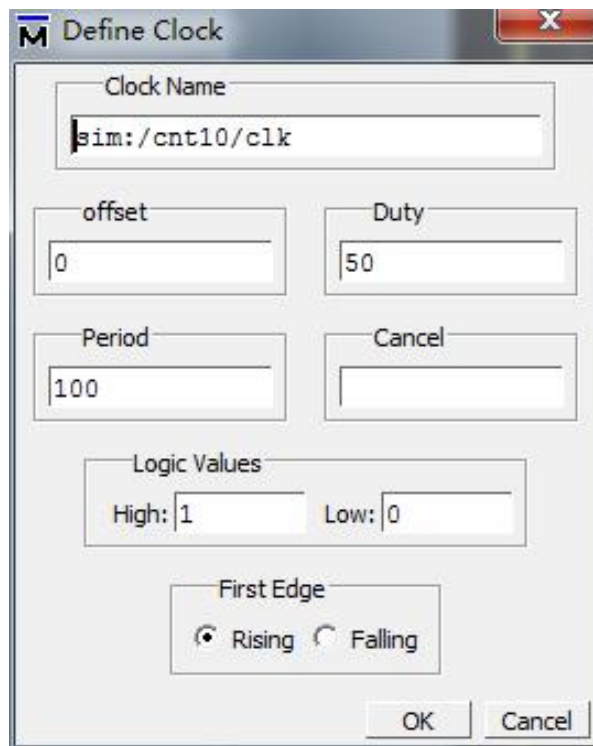 Define Clock
Clock Name
sim:/cnt10/clk
offset
Duty
0
50
Period
Cancel
100
Logic Values
High: 1 Low: 0
First Edge
Rising Falling
OK Cancel